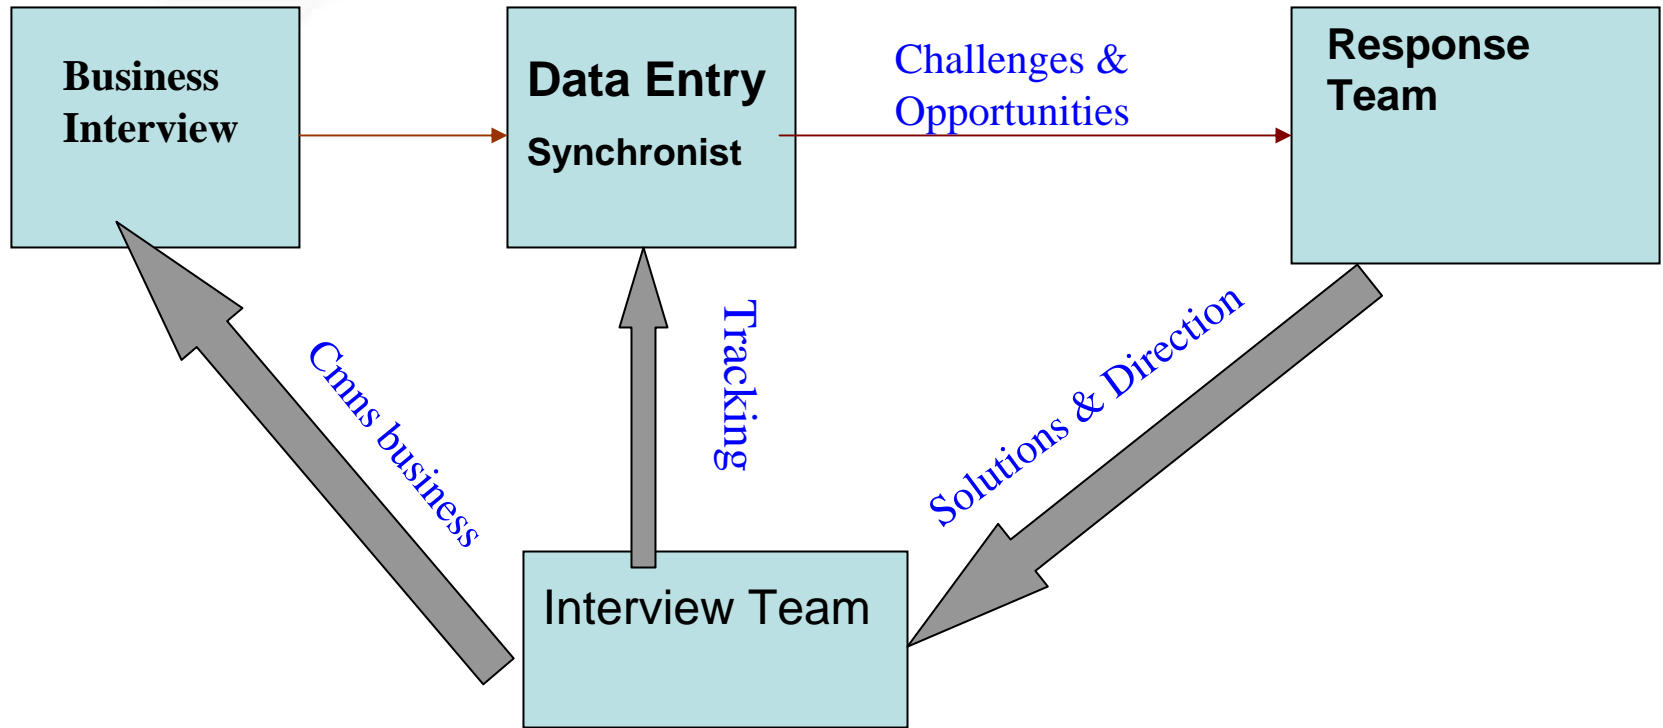 Business
Interview
Data Entry
Synchronist
Challenges &
Opportunities
Response
Team
Cmns business
Tracking
Solutions & Direction
Interview Team